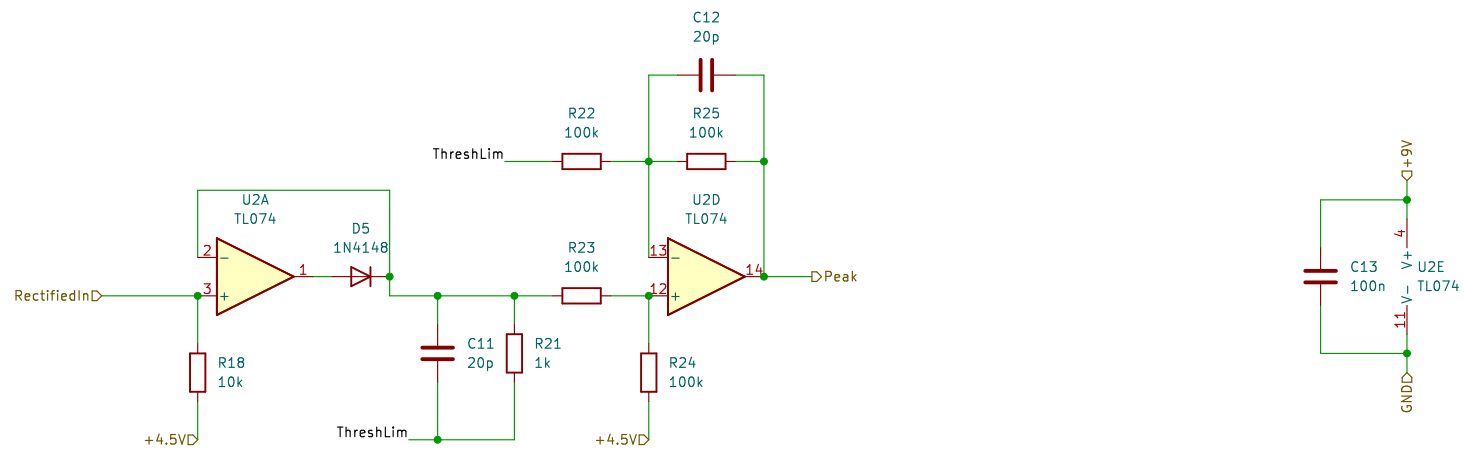 C12
20p
R22
100k
R25
100k
ThreshLim
+9V
U2A
TL074
U2D
TL074
D5
1N4148
R23
100k
2
−
1
3
+
13
−
14
12
+
RectifiedIn
Peak
4
V+
C13
100n
U2E
TL074
V−
11
C11
20p
R21
1k
R18
10k
R24
100k
GND
ThreshLim
+4.5V
+4.5V